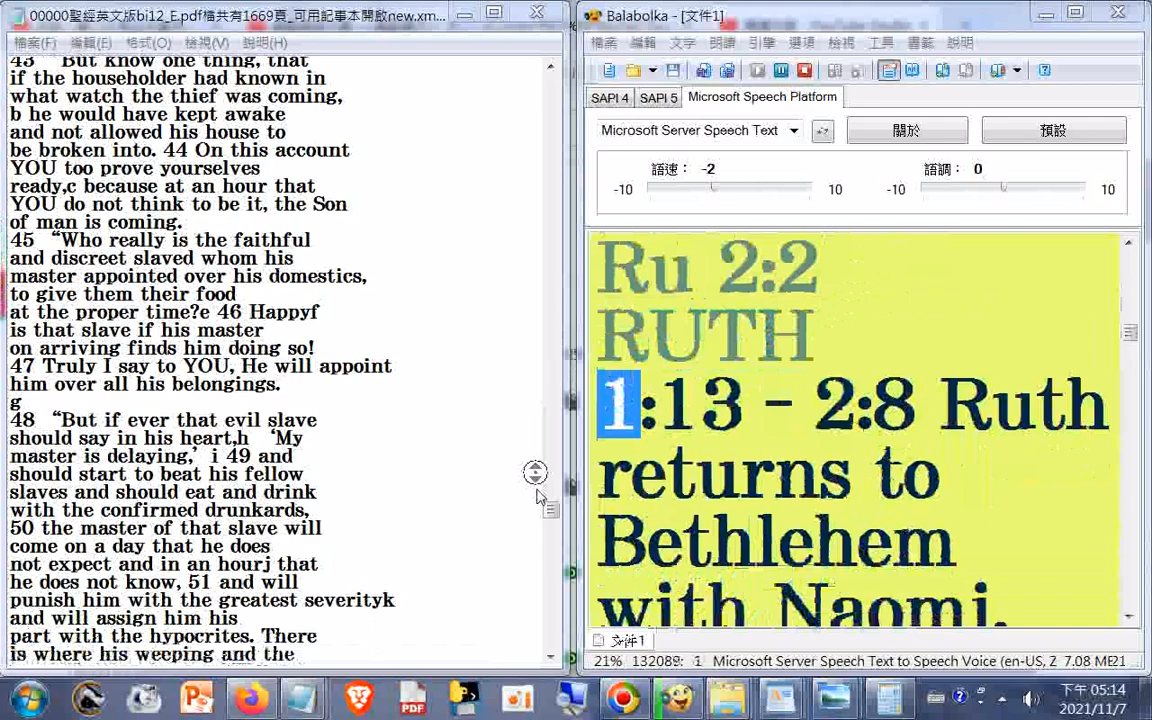 00000聖經英文版bi12_E.pdf檔共有1669頁_可用記事本開啟new.xm...
檔案(F) 編輯(E) 格式(O) 檢視(V) 說明(H)
43 “But know one thing, that
if the householder had known in
what watch the thief was coming,
b he would have kept awake
and not allowed his house to
be broken into. 44 On this account
YOU too prove yourselves
ready,c because at an hour that
YOU do not think to be it, the Son
of man is coming.
45 “Who really is the faithful
and discreet slaved whom his
master appointed over his domestics,
to give them their food
at the proper time?e 46 Happyf
is that slave if his master
on arriving finds him doing so!
47 Truly I say to YOU, He will appoint
him over all his belongings.
g
48 “But if ever that evil slave
should say in his heart,h ‘My
master is delaying,’ i 49 and
should start to beat his fellow
slaves and should eat and drink
with the confirmed drunkards,
50 the master of that slave will
come on a day that he does
not expect and in an hourj that
he does not know, 51 and will
punish him with the greatest severityk
and will assign him his
part with the hypocrites. There
is where his weeping and the
Balabolka - [文件1]
檔案 編輯 文字 朗讀 引擎 選項 檢視 工具 書籤 說明
SAPI 4 SAPI 5 Microsoft Speech Platform
Microsoft Server Speech Text 關於 預設
語速： -2 語調： 0
-10 10 -10 10
Ru 2:2
RUTH
1:13 - 2:8 Ruth
returns to
Bethlehem
with Naomi.
文件1
21% 132089: 1 Microsoft Server Speech Text to Speech Voice (en-US, Z 7.08 ME21
PDF
下午 05:14
2021/11/7